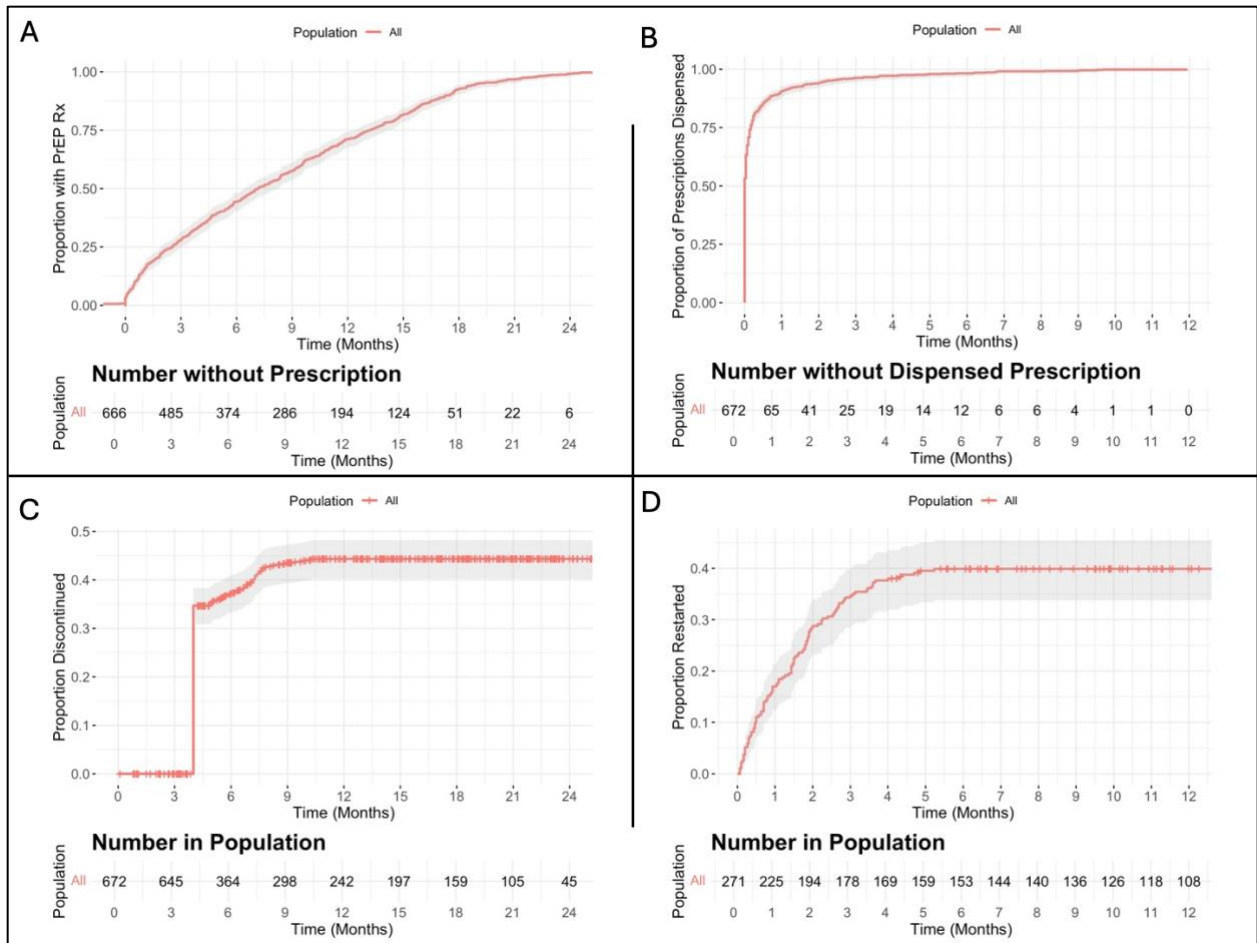 A
Population All
Proportion with PrEP Rx
1.00
0.75
0.50
0.25
0.00
0 3 6 9 12 15 18 21 24
Time (Months)
Number without Prescription
Population
All 666 485 374 286 194 124 51 22 6
0 3 6 9 12 15 18 21 24
Time (Months)
B
Population All
Proportion of Prescriptions Dispensed
1.00
0.75
0.50
0.25
0.00
0 1 2 3 4 5 6 7 8 9 10 11 12
Time (Months)
Number without Dispensed Prescription
Population
All 672 65 41 25 19 14 12 6 6 4 1 1 0
0 1 2 3 4 5 6 7 8 9 10 11 12
Time (Months)
C
Population All
Proportion Discontinued
0.5
0.4
0.3
0.2
0.1
0.0
0 3 6 9 12 15 18 21 24
Time (Months)
Number in Population
Population
All 672 645 364 298 242 197 159 105 45
0 3 6 9 12 15 18 21 24
Time (Months)
D
Population All
Proportion Restarted
0.4
0.3
0.2
0.1
0.0
0 1 2 3 4 5 6 7 8 9 10 11 12
Time (Months)
Number in Population
Population
All 271 225 194 178 169 159 153 144 140 136 126 118 108
0 1 2 3 4 5 6 7 8 9 10 11 12
Time (Months)